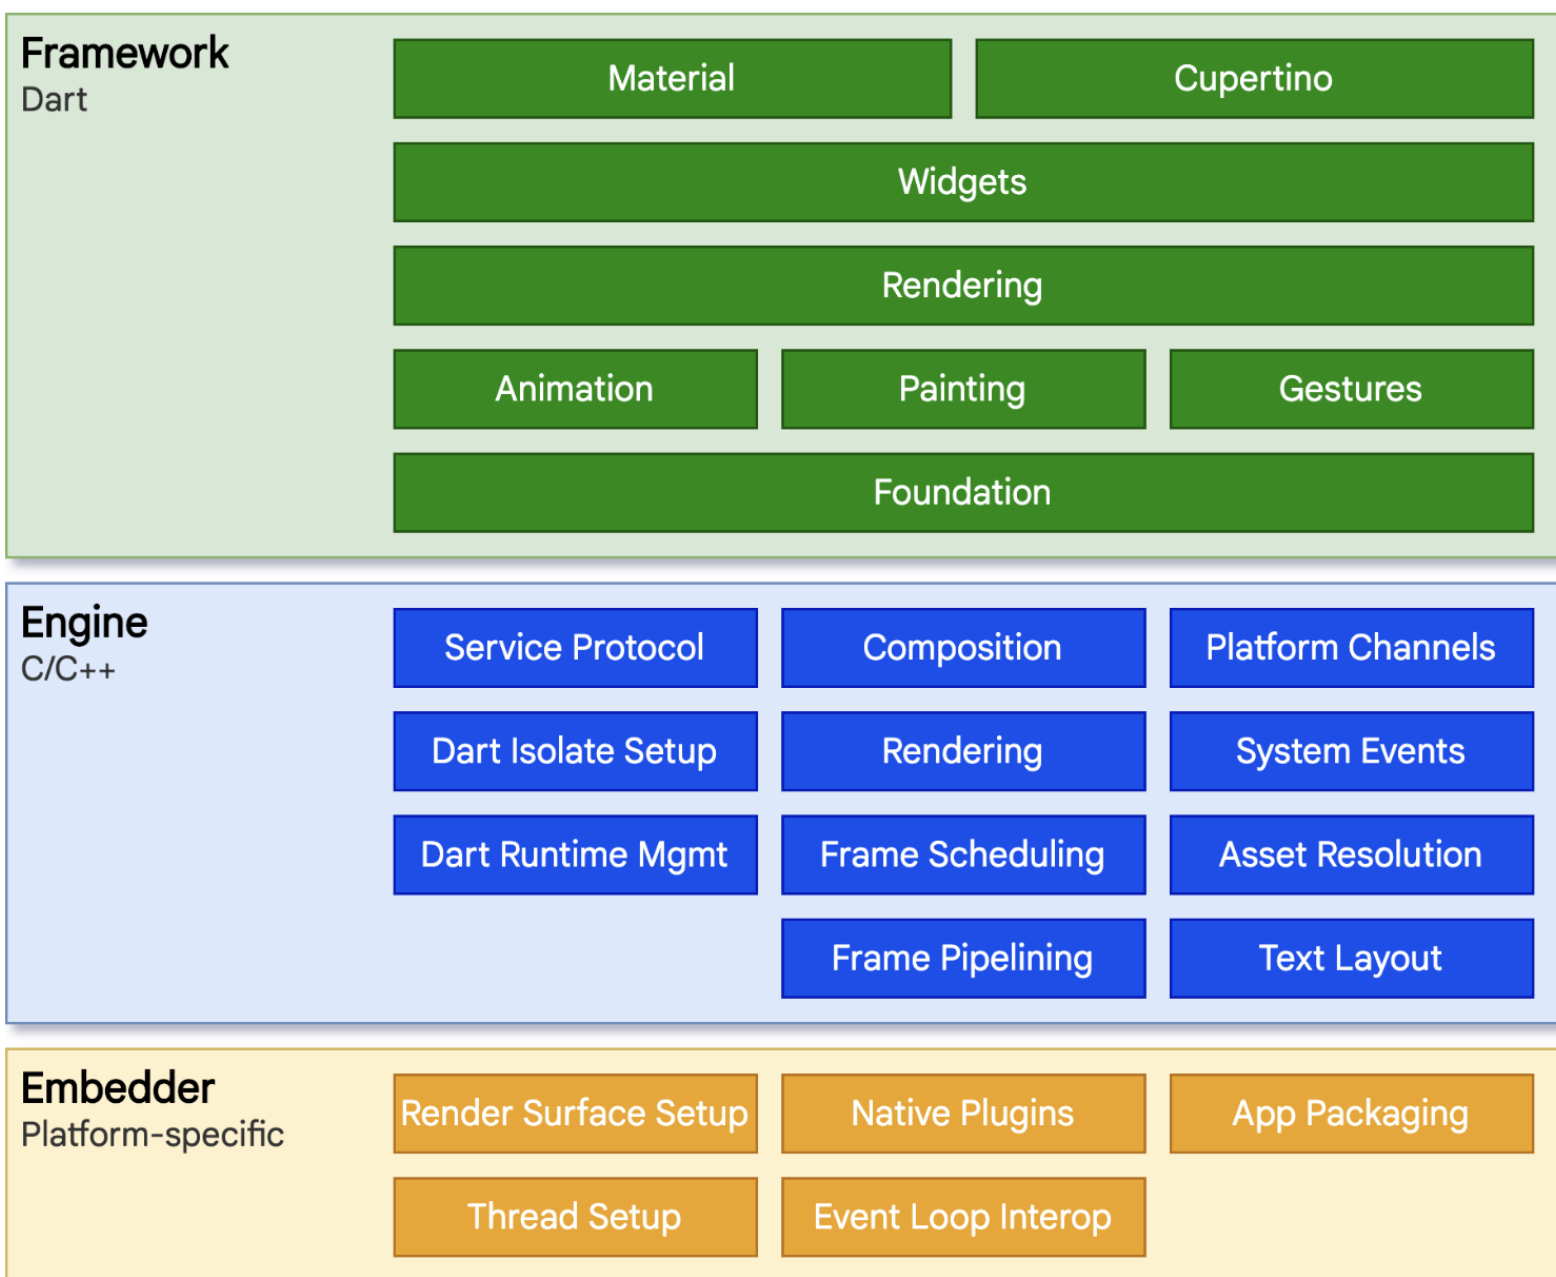 Framework
Dart
Material
Cupertino
Widgets
Rendering
Animation
Painting
Gestures
Foundation
Engine
C/C++
Service Protocol
Composition
Platform Channels
Dart Isolate Setup
Rendering
System Events
Dart Runtime Mgmt
Frame Scheduling
Asset Resolution
Frame Pipelining
Text Layout
Embedder
Platform-specific
Render Surface Setup
Native Plugins
App Packaging
Thread Setup
Event Loop Interop